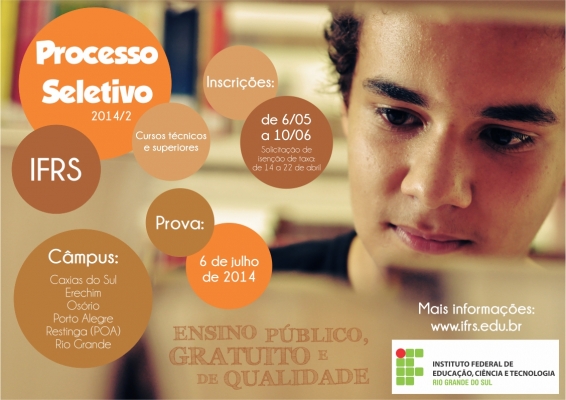 Processo
Seletivo
2014/2
IFRS
Cursos técnicos
e superiores
Inscrições:
de 6/05
a 10/06
Solicitação de
isenção de taxa
de 14 a 22 de abril
Prova:
6 de julho
de 2014
Câmpus:
Caxias do Sul
Erechim
Osório
Porto Alegre
Restinga (POA)
Rio Grande
ENSINO PÚBLICO,
GRATUITO E
DE QUALIDADE
Mais informações:
www.ifrs.edu.br
INSTITUTO FEDERAL DE
EDUCAÇÃO, CIÊNCIA E TECNOLOGIA
RIO GRANDE DO SUL